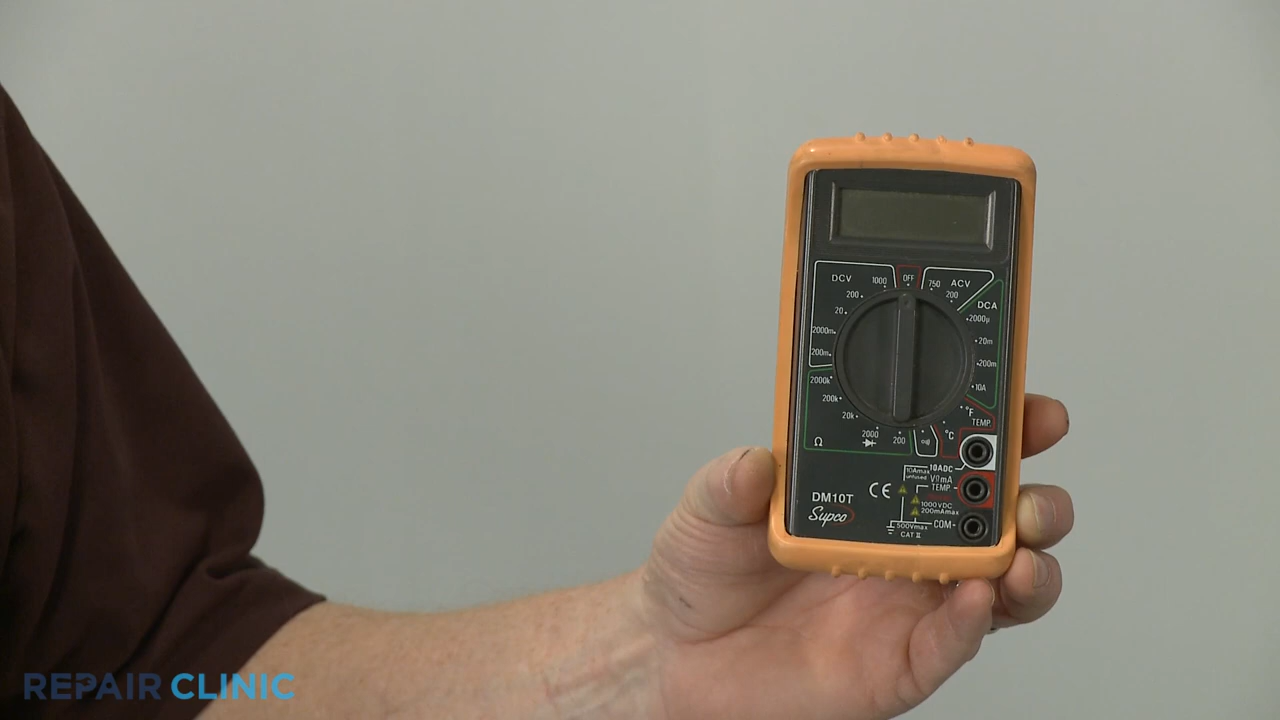 DCV 1000 OFF 750 ACV
200 200 DCA
20 2000µ
2000m 20m
200m 200m
2000k 10A
200k °F
20k TEMP.
Ω 2000 200 °C
10Amax 10ADC
unfused VΩmA
CE TEMP.
DM10T 1000VDC
200mAmax
Supco 500Vmax COM
CAT II
REPAIR CLINIC